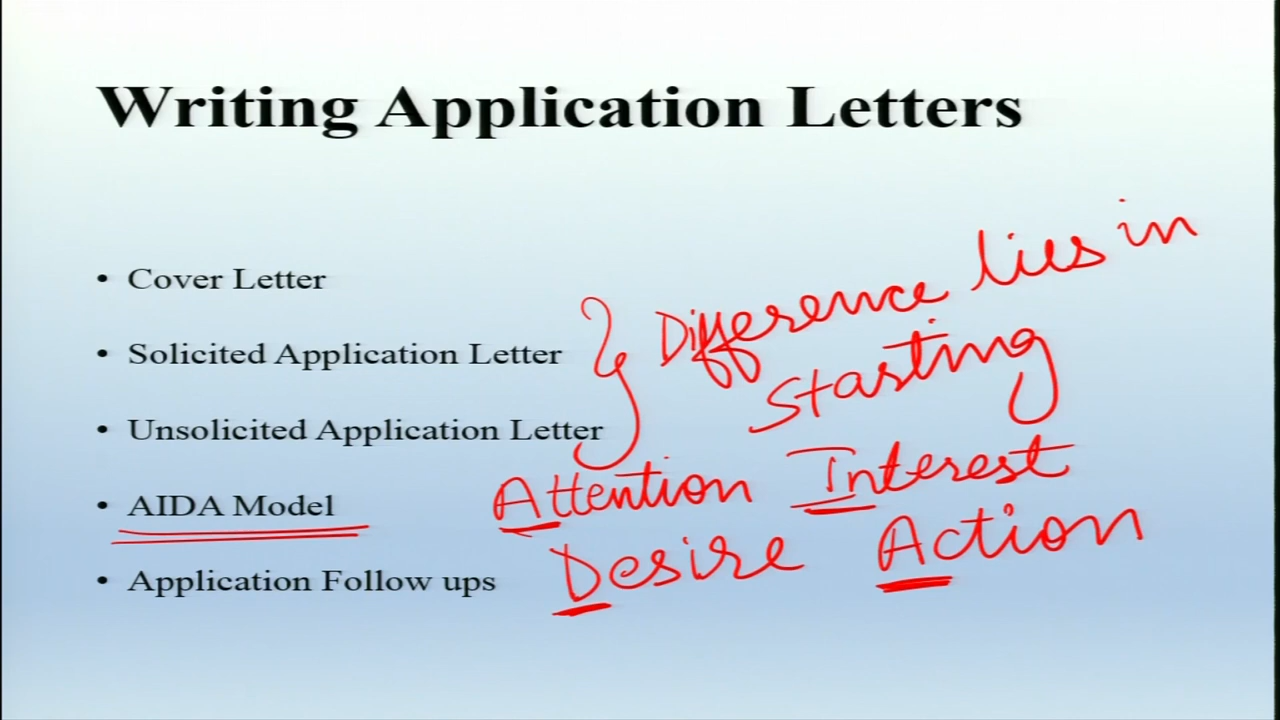 Writing Application Letters
• Cover Letter
• Solicited Application Letter
• Unsolicited Application Letter
Difference lies in
Starting
• AIDA Model
Attention Interest
Desire Action
• Application Follow ups